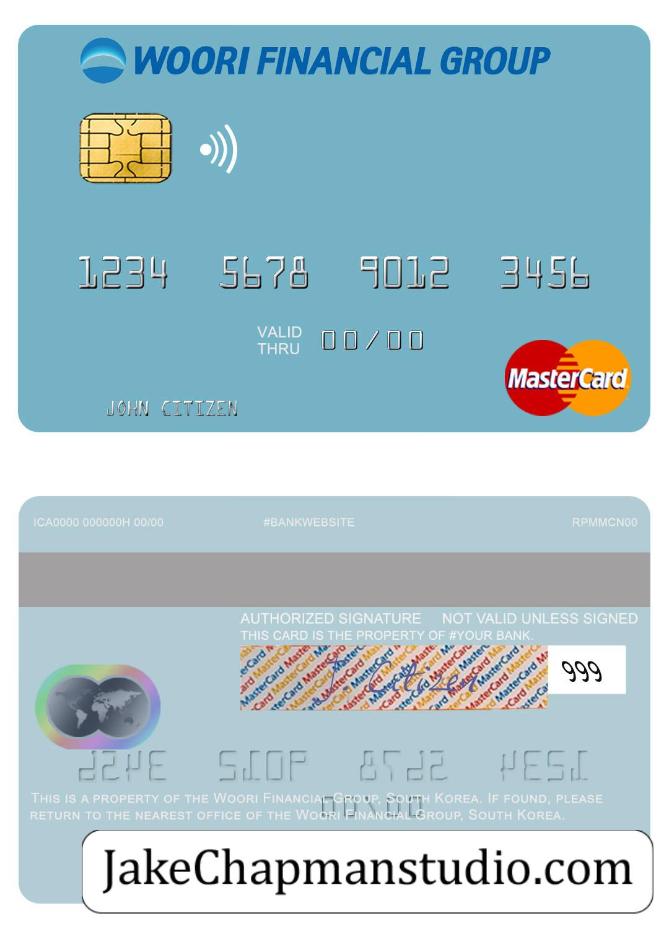 WOORI FINANCIAL GROUP
1234 5678 9012 3456
VALID
THRU 00/00
MasterCard
JOHN CITIZEN
ICA0000 000000H 00/00 #BANKWEBSITE RPMMCN00
AUTHORIZED SIGNATURE NOT VALID UNLESS SIGNED
THIS CARD IS THE PROPERTY OF #YOUR BANK.
J. Citizen
999
THIS IS A PROPERTY OF THE WOORI FINANCIAL GROUP, SOUTH KOREA. IF FOUND, PLEASE
RETURN TO THE NEAREST OFFICE OF THE WOORI FINANCIAL GROUP, SOUTH KOREA.
JakeChapmanstudio.com